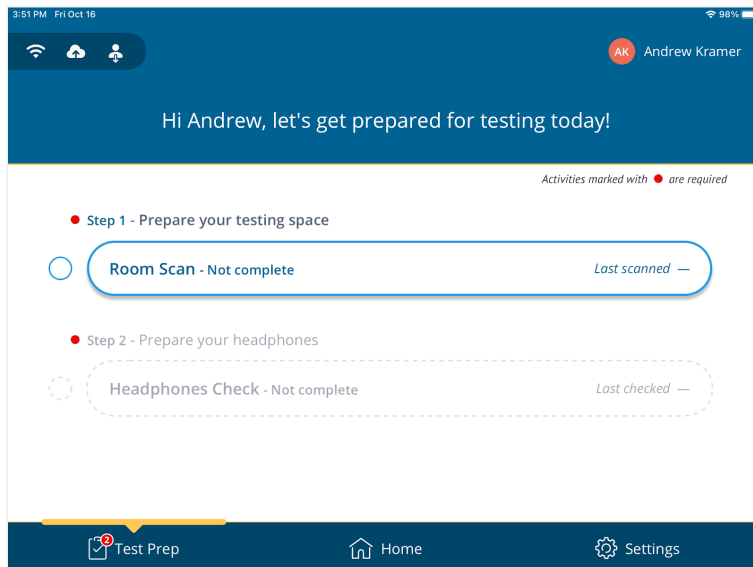 3:51 PM Fri Oct 16 98%
AK Andrew Kramer
Hi Andrew, let's get prepared for testing today!
Activities marked with are required
Step 1 - Prepare your testing space
Room Scan - Not complete Last scanned —
Step 2 - Prepare your headphones
Headphones Check - Not complete Last checked —
2 Test Prep Home Settings